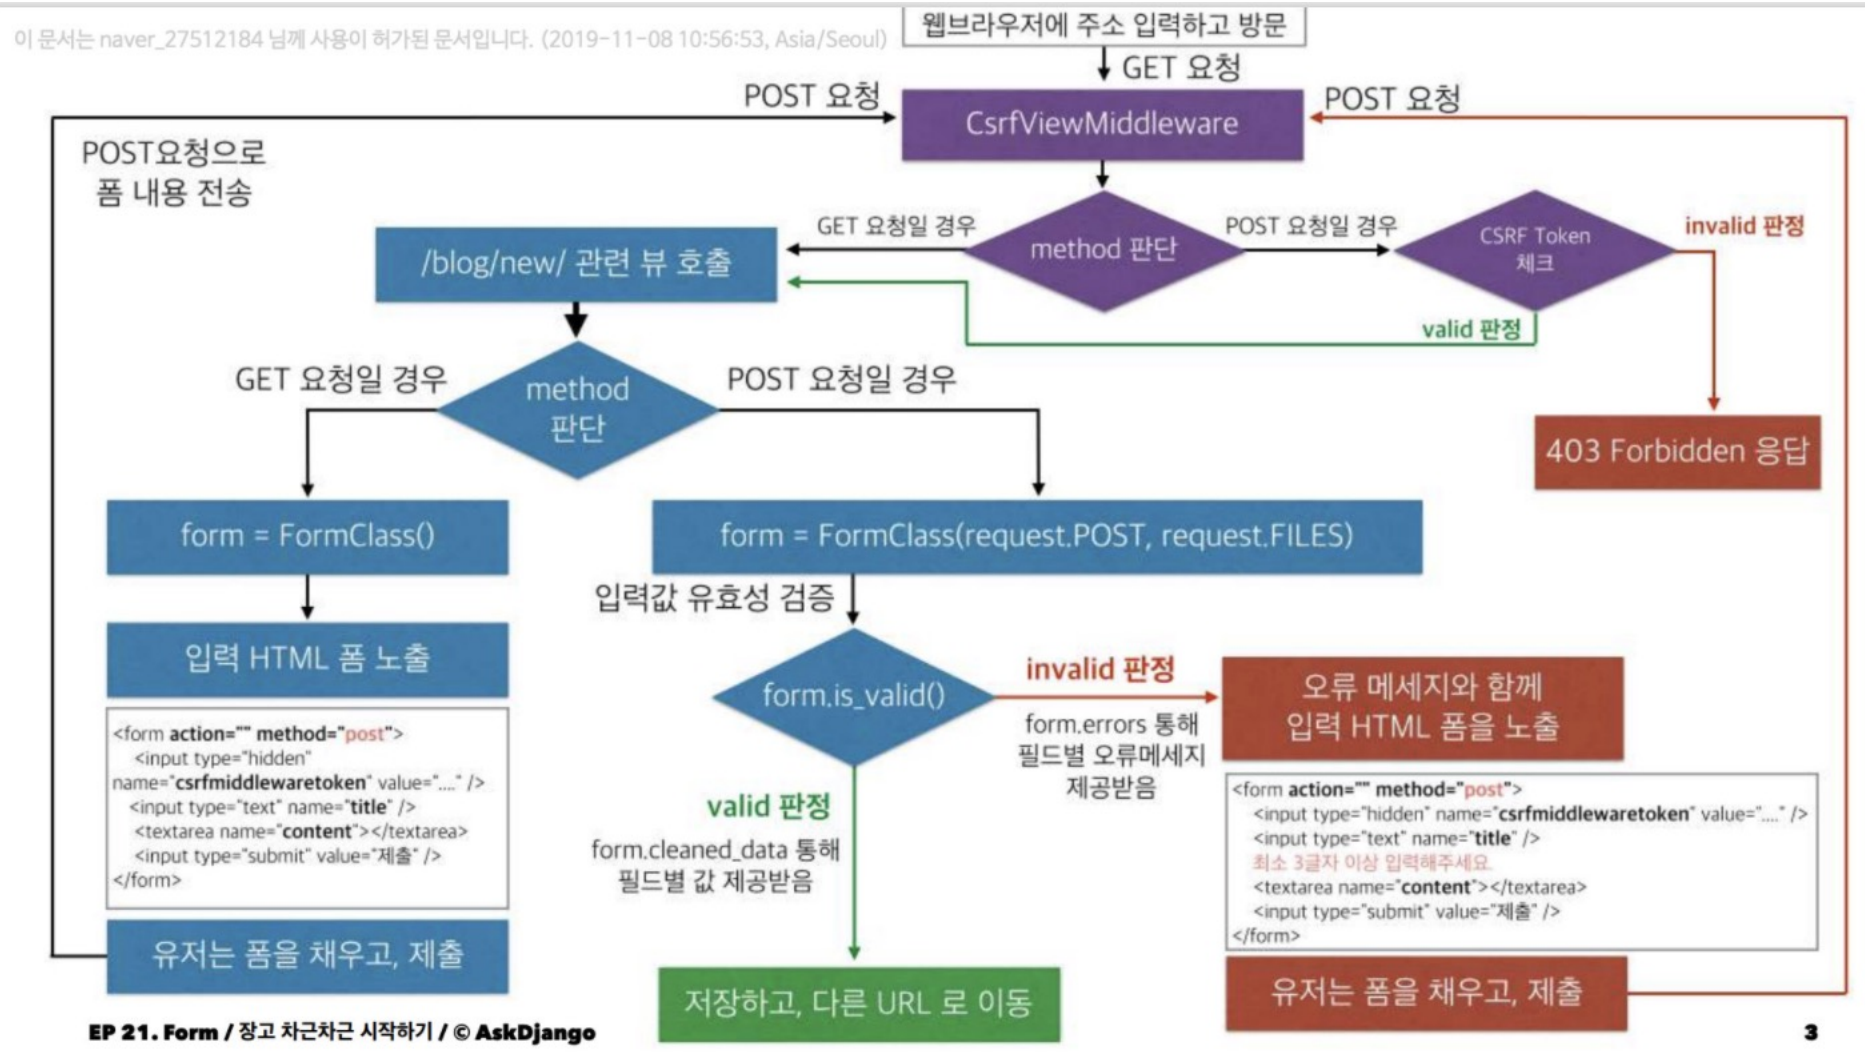 이 문서는 naver_27512184 님께 사용이 허가된 문서입니다. (2019-11-08 10:56:53, Asia/Seoul)
웹브라우저에 주소 입력하고 방문
GET 요청
POST 요청
CsrfViewMiddleware
POST 요청
POST요청으로
폼 내용 전송
GET 요청일 경우
method 판단
POST 요청일 경우
CSRF Token
체크
invalid 판정
/blog/new/ 관련 뷰 호출
valid 판정
GET 요청일 경우
method
판단
POST 요청일 경우
403 Forbidden 응답
form = FormClass()
form = FormClass(request.POST, request.FILES)
입력값 유효성 검증
입력 HTML 폼 노출
form.is_valid()
invalid 판정
form.errors 통해
필드별 오류메세지
제공받음
오류 메세지와 함께
입력 HTML 폼을 노출
<form action="" method="post">
<input type="hidden"
name="csrfmiddlewaretoken" value="...." />
<input type="text" name="title" />
<textarea name="content"></textarea>
<input type="submit" value="제출" />
</form>
valid 판정
form.cleaned_data 통해
필드별 값 제공받음
<form action="" method="post">
<input type="hidden" name="csrfmiddlewaretoken" value="...." />
<input type="text" name="title" />
최소 3글자 이상 입력해주세요.
<textarea name="content"></textarea>
<input type="submit" value="제출" />
</form>
유저는 폼을 채우고, 제출
저장하고, 다른 URL 로 이동
유저는 폼을 채우고, 제출
EP 21. Form / 장고 차근차근 시작하기 / © AskDjango
3